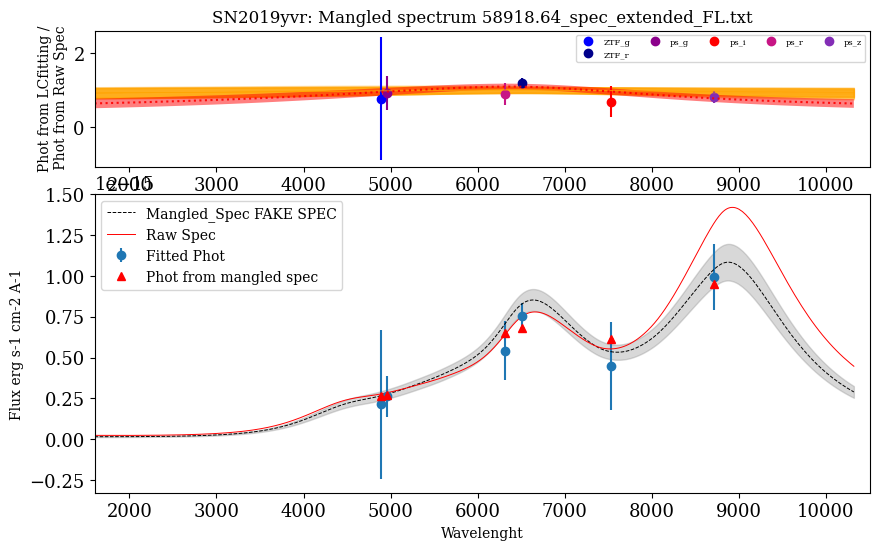 SN2019yvr: Mangled spectrum 58918.64_spec_extended_FL.txt
Phot from LCfitting /
Phot from Raw Spec
2
1
0
ZTF_g ps_g ps_i ps_r ps_z
ZTF_r
2000 3000 4000 5000 6000 7000 8000 9000 10000
Flux erg s-1 cm-2 A-1
1.50
1.25
1.00
0.75
0.50
0.25
0.00
−0.25
Mangled_Spec FAKE SPEC
Raw Spec
Fitted Phot
Phot from mangled spec
2000 3000 4000 5000 6000 7000 8000 9000 10000
Wavelenght